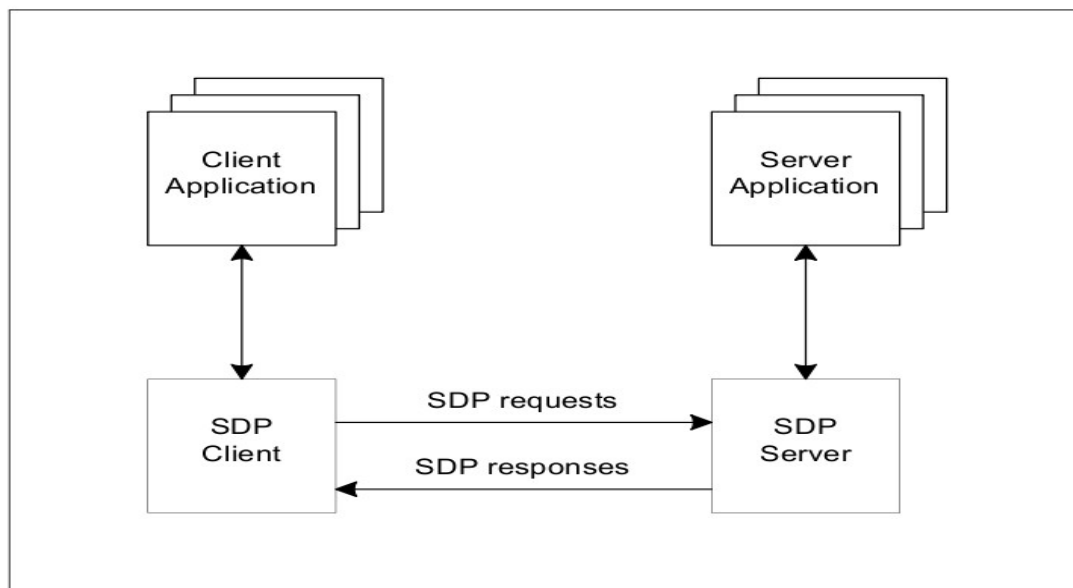 Client
Application
Server
Application
SDP requests
SDP
Client
SDP
Server
SDP responses